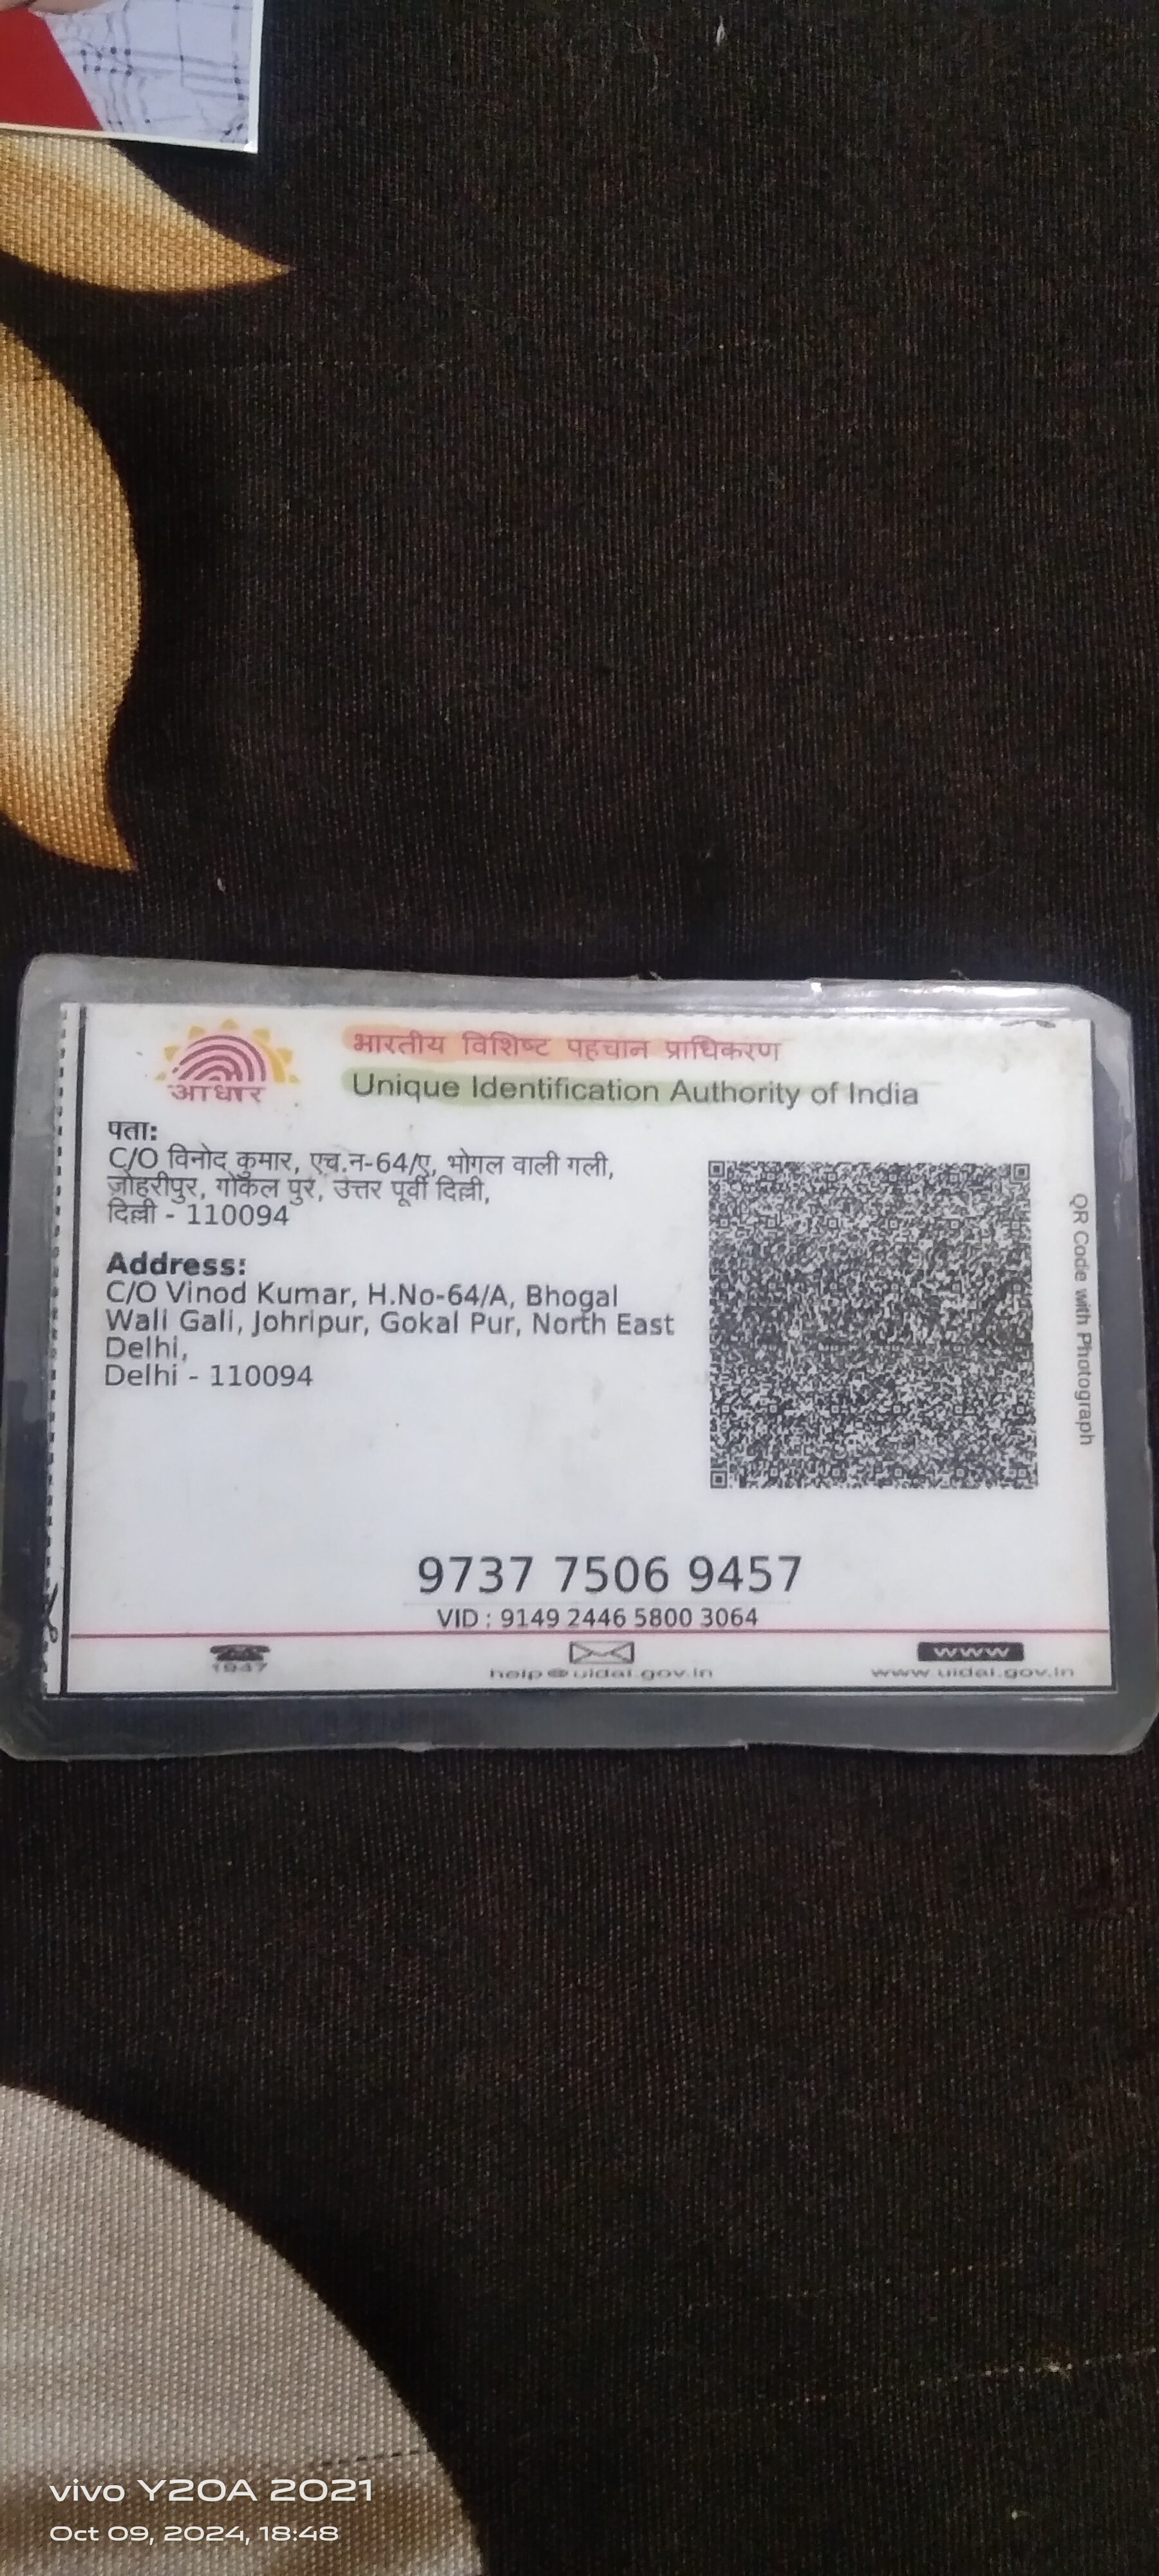 आधार
भारतीय विशिष्ट पहचान प्राधिकरण
Unique Identification Authority of India
पता:
C/O विनोद कुमार, एच.न-64/ए, भोगल वाली गली,
जोहरीपुर, गोकल पुर, उत्तर पूर्वी दिल्ली,
दिल्ली - 110094
Address:
C/O Vinod Kumar, H.No-64/A, Bhogal
Wali Gali, Johripur, Gokal Pur, North East
Delhi,
Delhi - 110094
QR Code with Photograph
9737 7506 9457
VID : 9149 2446 5800 3064
1947
help@uidai.gov.in
www
www.uidai.gov.in
vivo Y20A 2021
Oct 09, 2024, 18:48